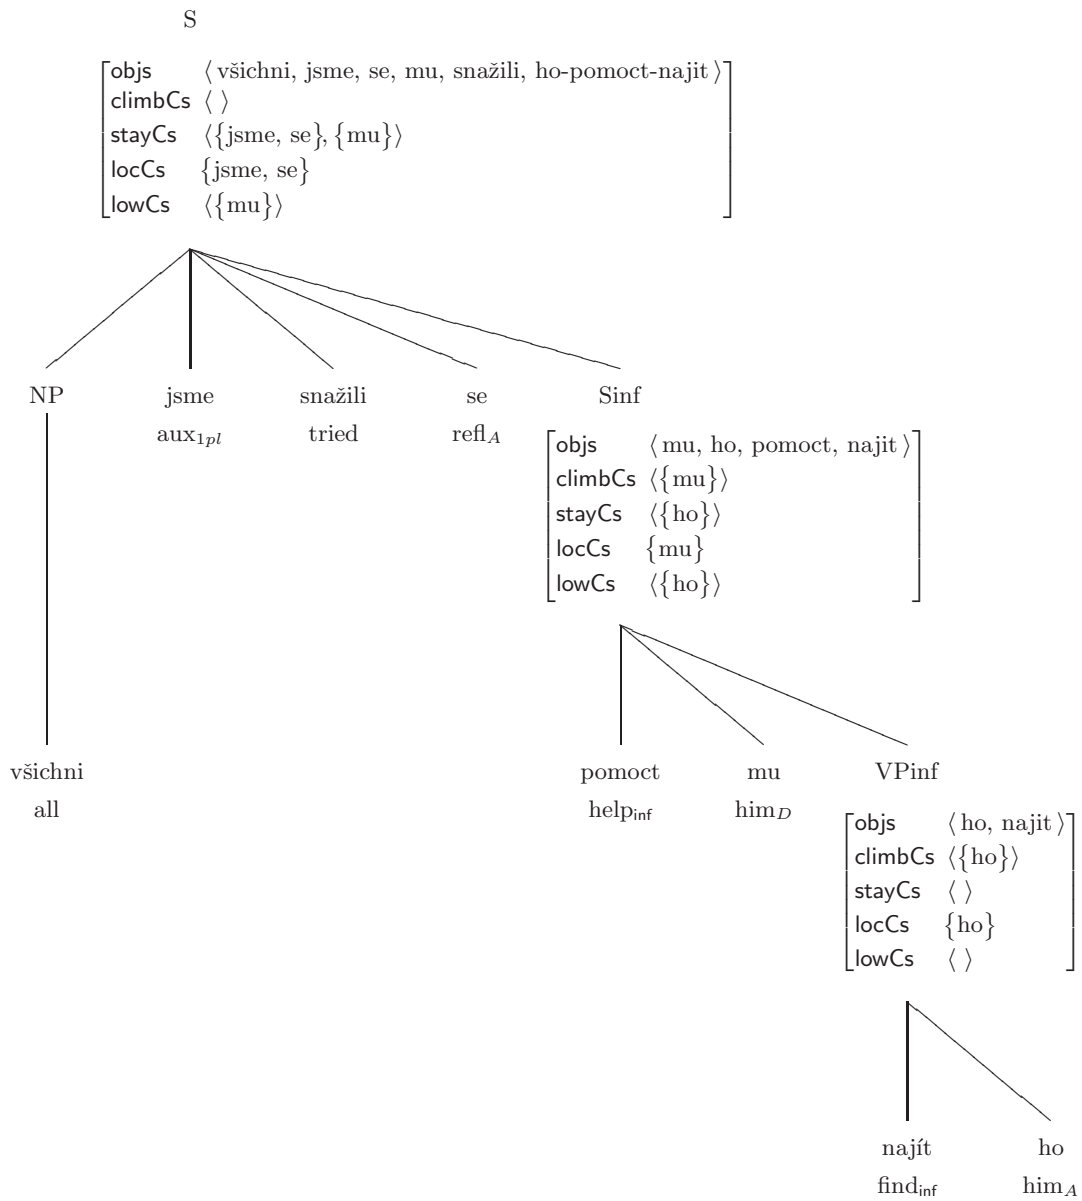 S
objs ⟨ všichni, jsme, se, mu, snažili, ho-pomoct-najit ⟩
climbCs ⟨ ⟩
stayCs ⟨{jsme, se}, {mu}⟩
locCs {jsme, se}
lowCs ⟨{mu}⟩
NP jsme snažili se Sinf
aux1pl tried reflA
objs ⟨ mu, ho, pomoct, najit ⟩
climbCs ⟨{mu}⟩
stayCs ⟨{ho}⟩
locCs {mu}
lowCs ⟨{ho}⟩
všichni pomoct mu VPinf
all helpinf himD
objs ⟨ ho, najit ⟩
climbCs ⟨{ho}⟩
stayCs ⟨ ⟩
locCs {ho}
lowCs ⟨ ⟩
najít ho
findinf himA